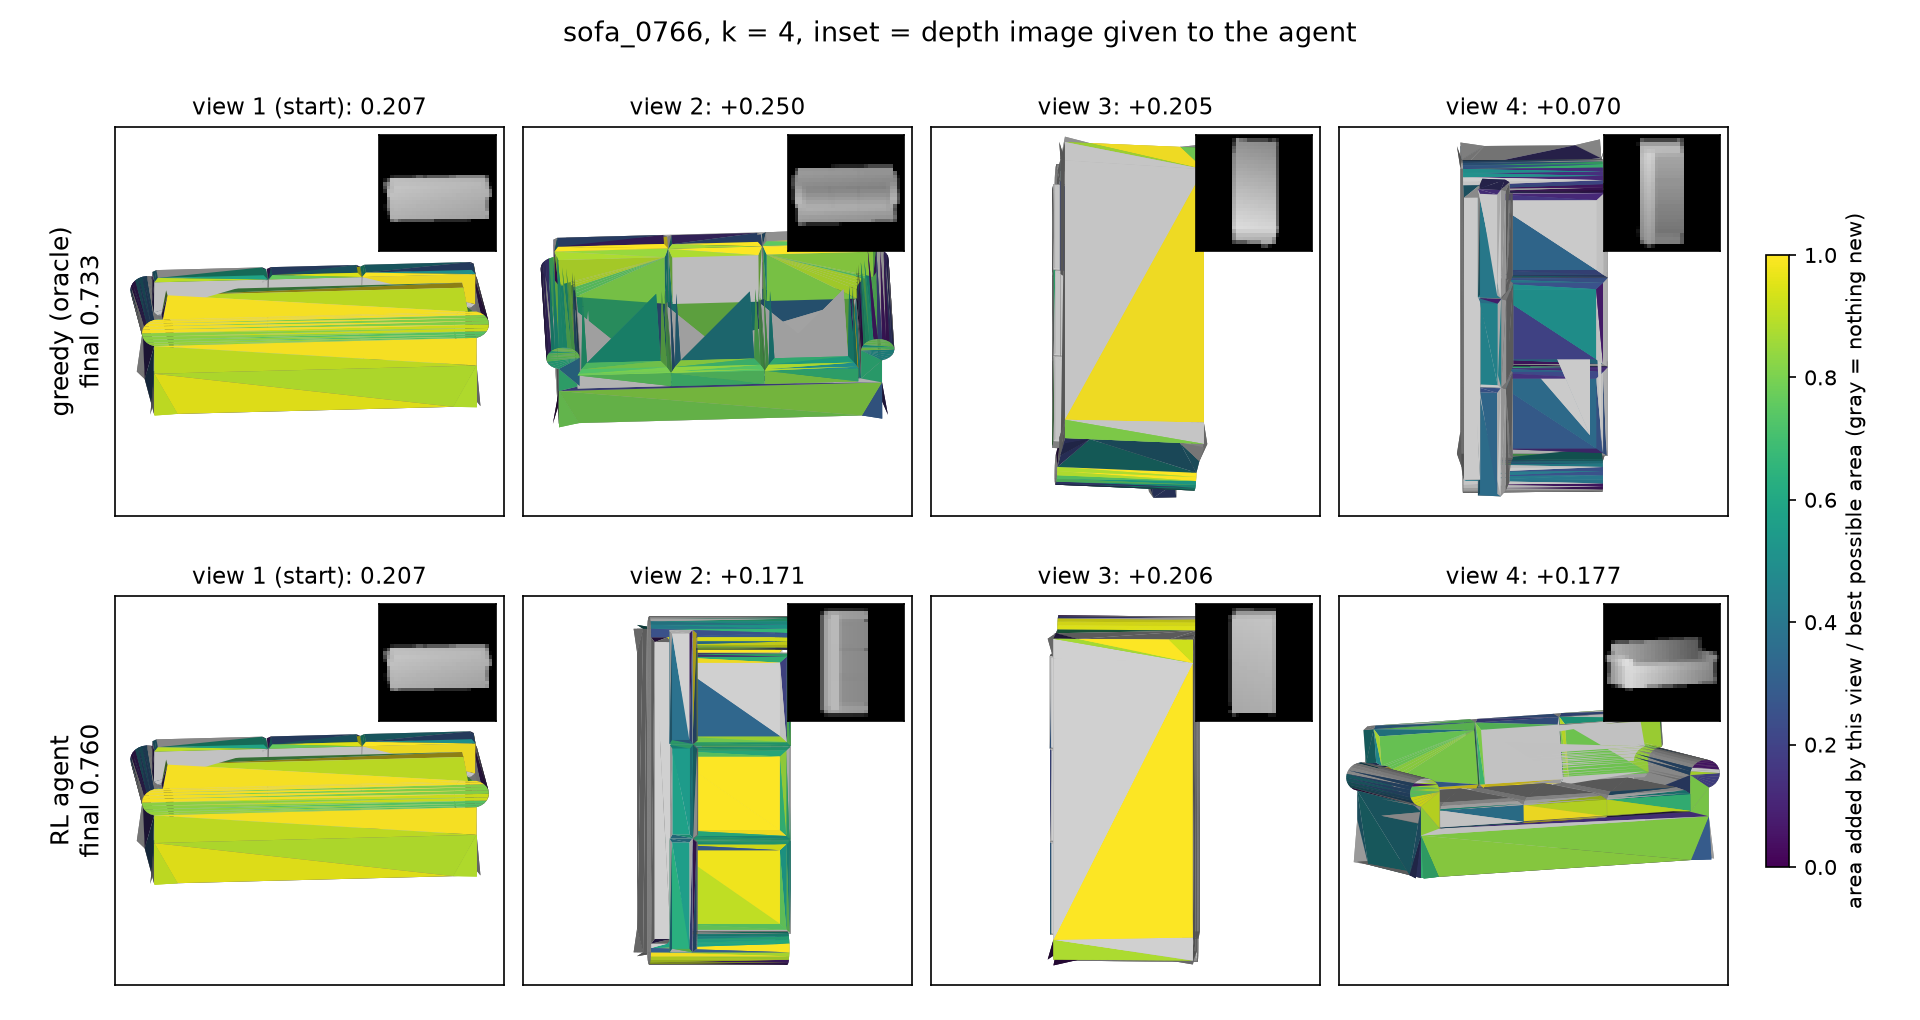 sofa_0766, k = 4, inset = depth image given to the agent
greedy (oracle)
final 0.733
view 1 (start): 0.207
view 2: +0.250
view 3: +0.205
view 4: +0.070
RL agent
final 0.760
view 1 (start): 0.207
view 2: +0.171
view 3: +0.206
view 4: +0.177
1.0
0.8
0.6
0.4
0.2
0.0
area added by this view / best possible area (gray = nothing new)